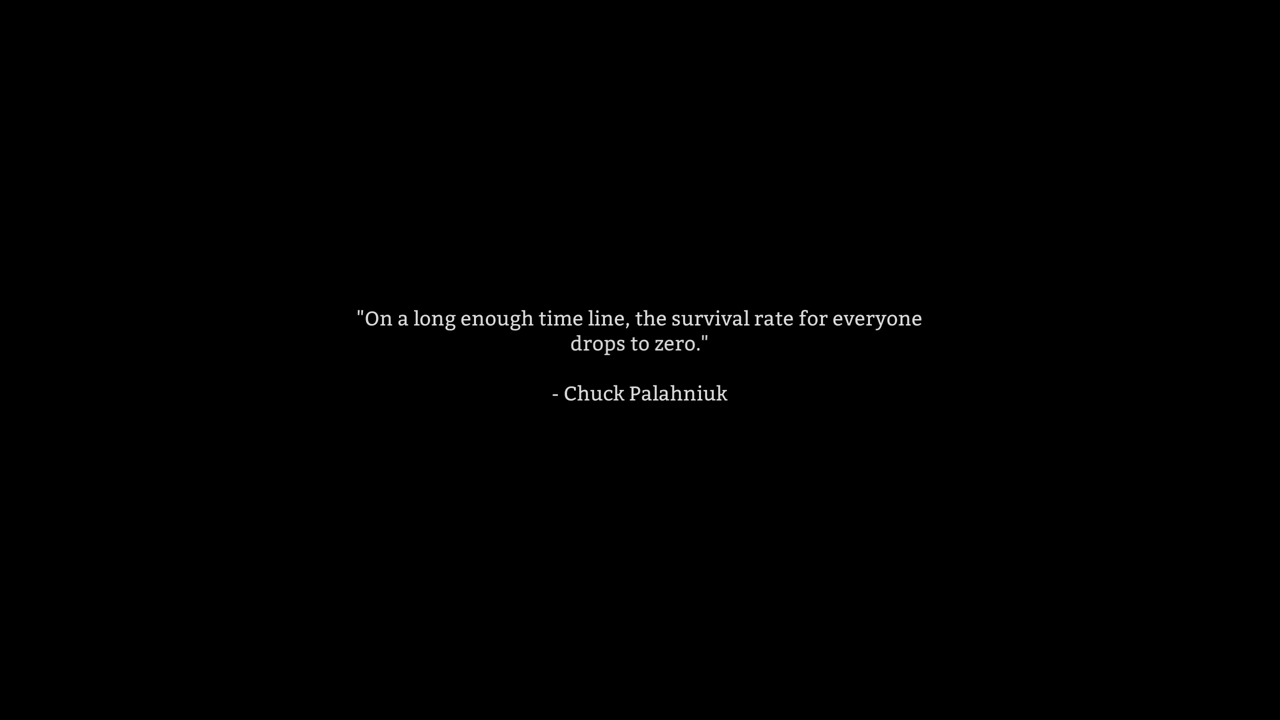 "On a long enough time line, the survival rate for everyone
drops to zero."
- Chuck Palahniuk